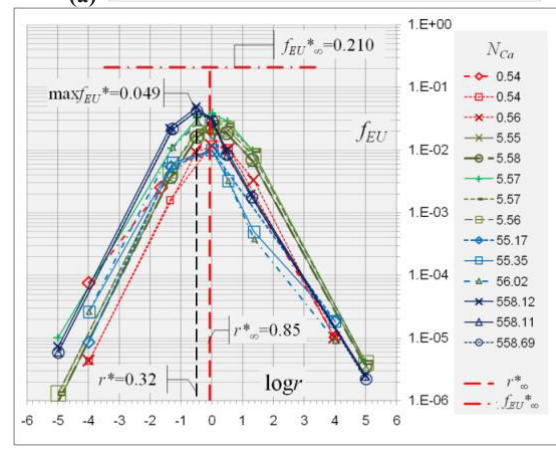 (a)
f_EU*_∞=0.210
max f_EU*=0.049
f_EU
1.E+00
1.E-01
1.E-02
1.E-03
1.E-04
1.E-05
1.E-06
r*_∞=0.85
r*=0.32
logr
-6 -5 -4 -3 -2 -1 0 1 2 3 4 5 6
N_Ca
0.54
0.54
0.56
5.55
5.58
5.57
5.57
5.56
55.17
55.35
56.02
558.12
558.11
558.69
r*_∞
f_EU*_∞